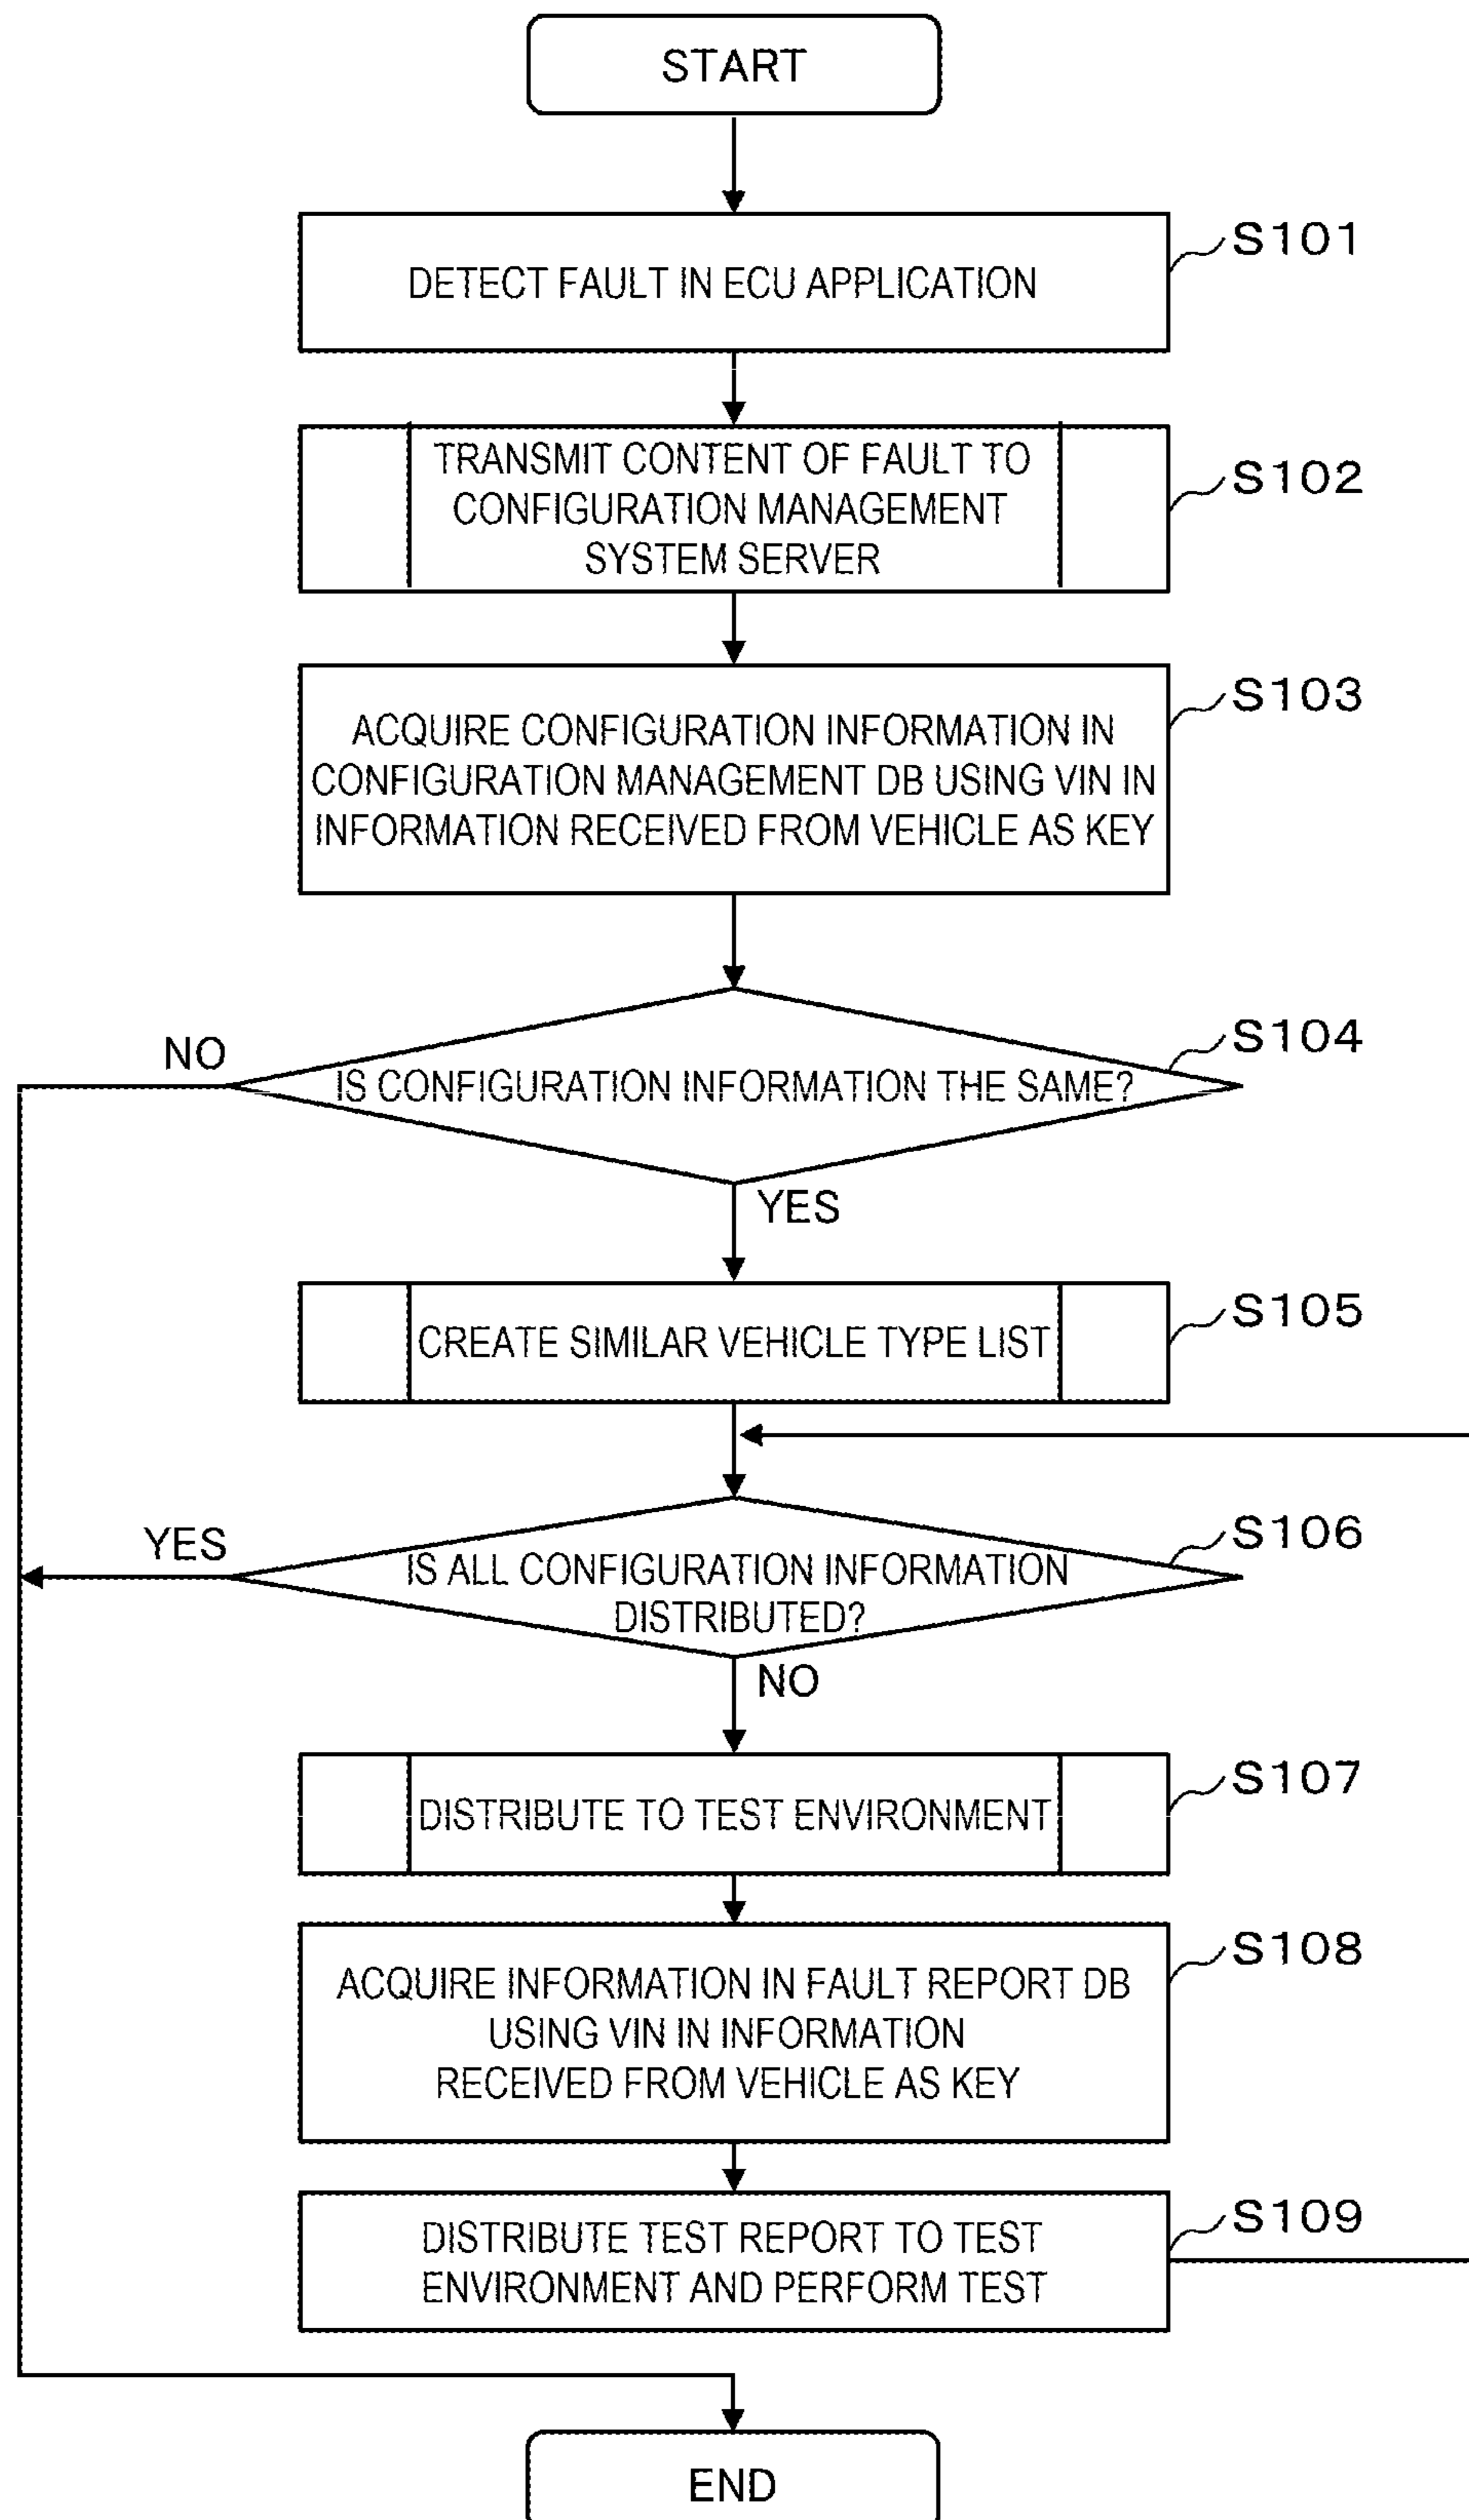 START
DETECT FAULT IN ECU APPLICATION
S101
TRANSMIT CONTENT OF FAULT TO
CONFIGURATION MANAGEMENT
SYSTEM SERVER
S102
ACQUIRE CONFIGURATION INFORMATION IN
CONFIGURATION MANAGEMENT DB USING VIN IN
INFORMATION RECEIVED FROM VEHICLE AS KEY
S103
IS CONFIGURATION INFORMATION THE SAME?
S104
NO
YES
CREATE SIMILAR VEHICLE TYPE LIST
S105
IS ALL CONFIGURATION INFORMATION
DISTRIBUTED?
S106
YES
NO
DISTRIBUTE TO TEST ENVIRONMENT
S107
ACQUIRE INFORMATION IN FAULT REPORT DB
USING VIN IN INFORMATION
RECEIVED FROM VEHICLE AS KEY
S108
DISTRIBUTE TEST REPORT TO TEST
ENVIRONMENT AND PERFORM TEST
S109
END